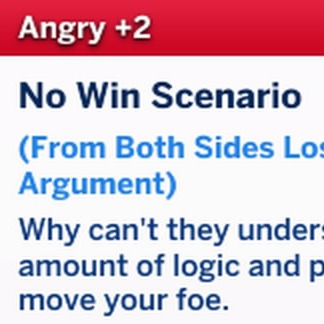 Angry +2
No Win Scenario
(From Both Sides Los
Argument)
Why can't they unders
amount of logic and p
move your foe.